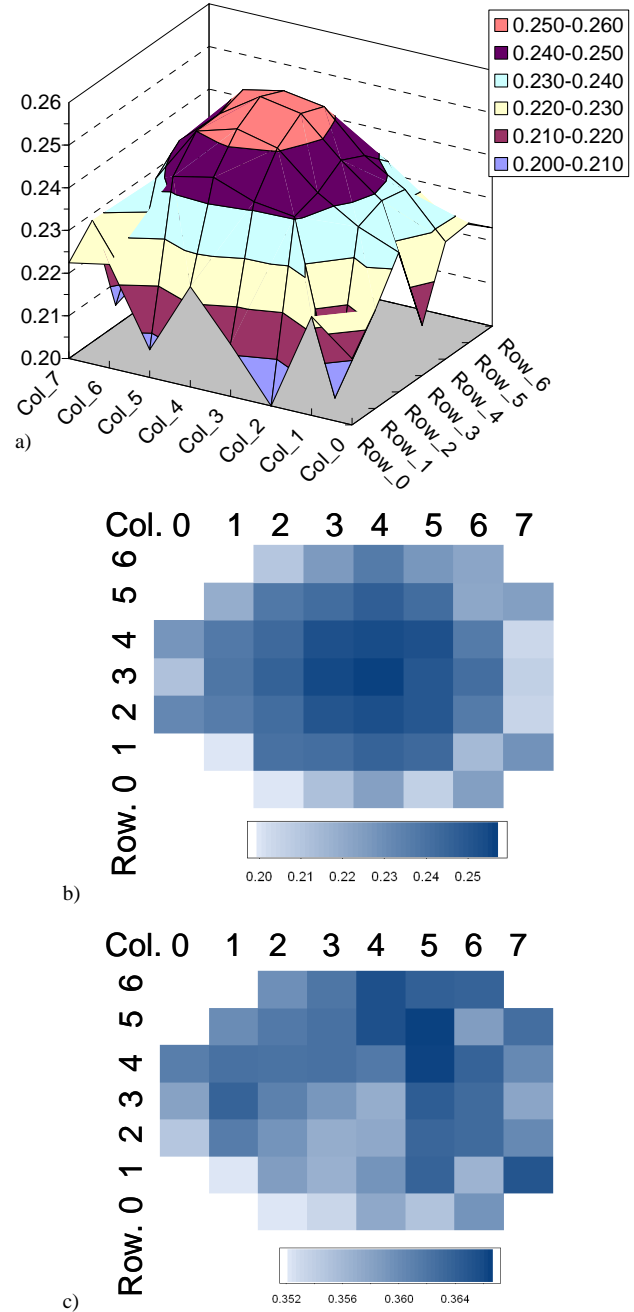 0.250-0.260
0.240-0.250
0.230-0.240
0.220-0.230
0.210-0.220
0.200-0.210
0.26
0.25
0.24
0.23
0.22
0.21
0.20
Col_7
Col_6
Col_5
Col_4
Col_3
Col_2
Col_1
Col_0
Row_0
Row_1
Row_2
Row_3
Row_4
Row_5
Row_6
a)
Col. 0 1 2 3 4 5 6 7
6
5
4
3
2
1
Row. 0
0.20 0.21 0.22 0.23 0.24 0.25
b)
Col. 0 1 2 3 4 5 6 7
6
5
4
3
2
1
Row. 0
0.352 0.356 0.360 0.364
c)